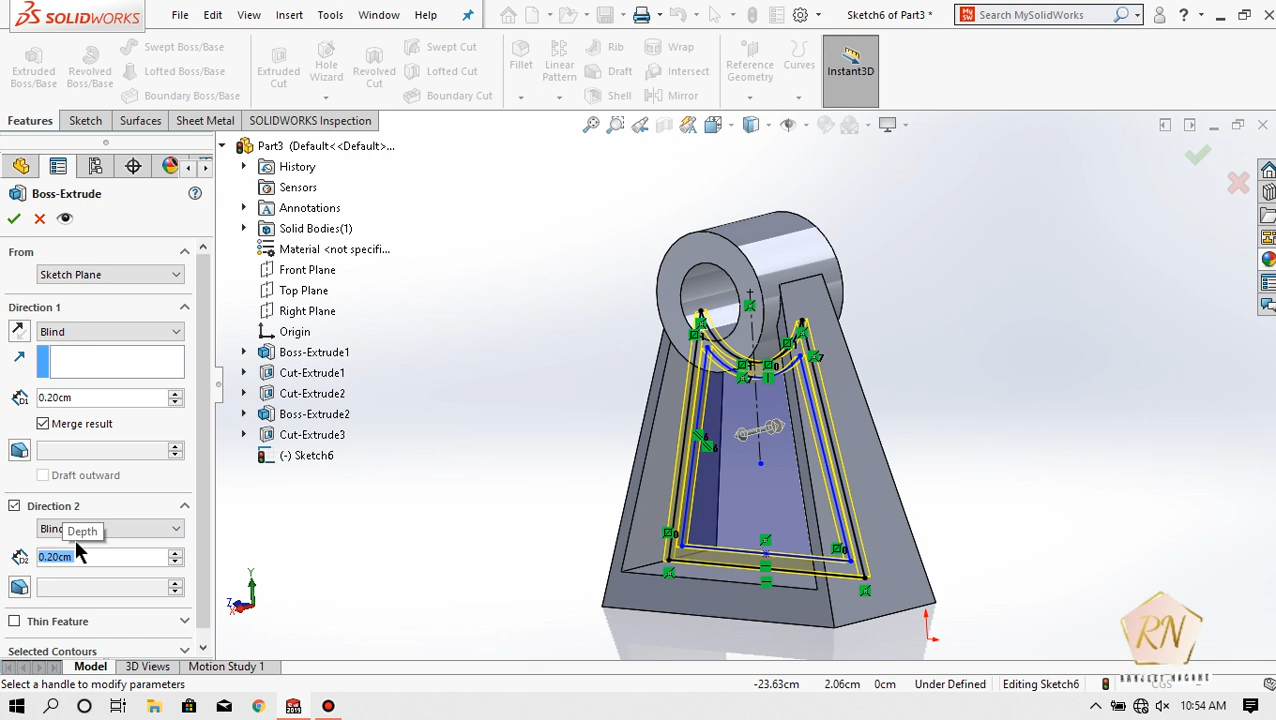 SOLIDWORKS
File
Edit
View
Insert
Tools
Window
Help
Sketch6 of Part3 *
Search MySolidWorks
Extruded Boss/Base
Revolved Boss/Base
Swept Boss/Base
Lofted Boss/Base
Boundary Boss/Base
Extruded Cut
Hole Wizard
Revolved Cut
Swept Cut
Lofted Cut
Boundary Cut
Fillet
Linear Pattern
Rib
Draft
Shell
Wrap
Intersect
Mirror
Reference Geometry
Curves
Instant3D
Features
Sketch
Surfaces
Sheet Metal
SOLIDWORKS Inspection
Part3 (Default<<Default>...
History
Sensors
Annotations
Solid Bodies(1)
Material <not specifi...
Front Plane
Top Plane
Right Plane
Origin
Boss-Extrude1
Cut-Extrude1
Cut-Extrude2
Boss-Extrude2
Cut-Extrude3
(-) Sketch6
Boss-Extrude
From
Sketch Plane
Direction 1
Blind
0.20cm
Merge result
Draft outward
Direction 2
Blind
Depth
0.20cm
Thin Feature
Selected Contours
Y
Z
X
RN
Model
3D Views
Motion Study 1
Select a handle to modify parameters
-23.63cm
2.06cm
0cm
Under Defined
Editing Sketch6
CGS
10:54 AM